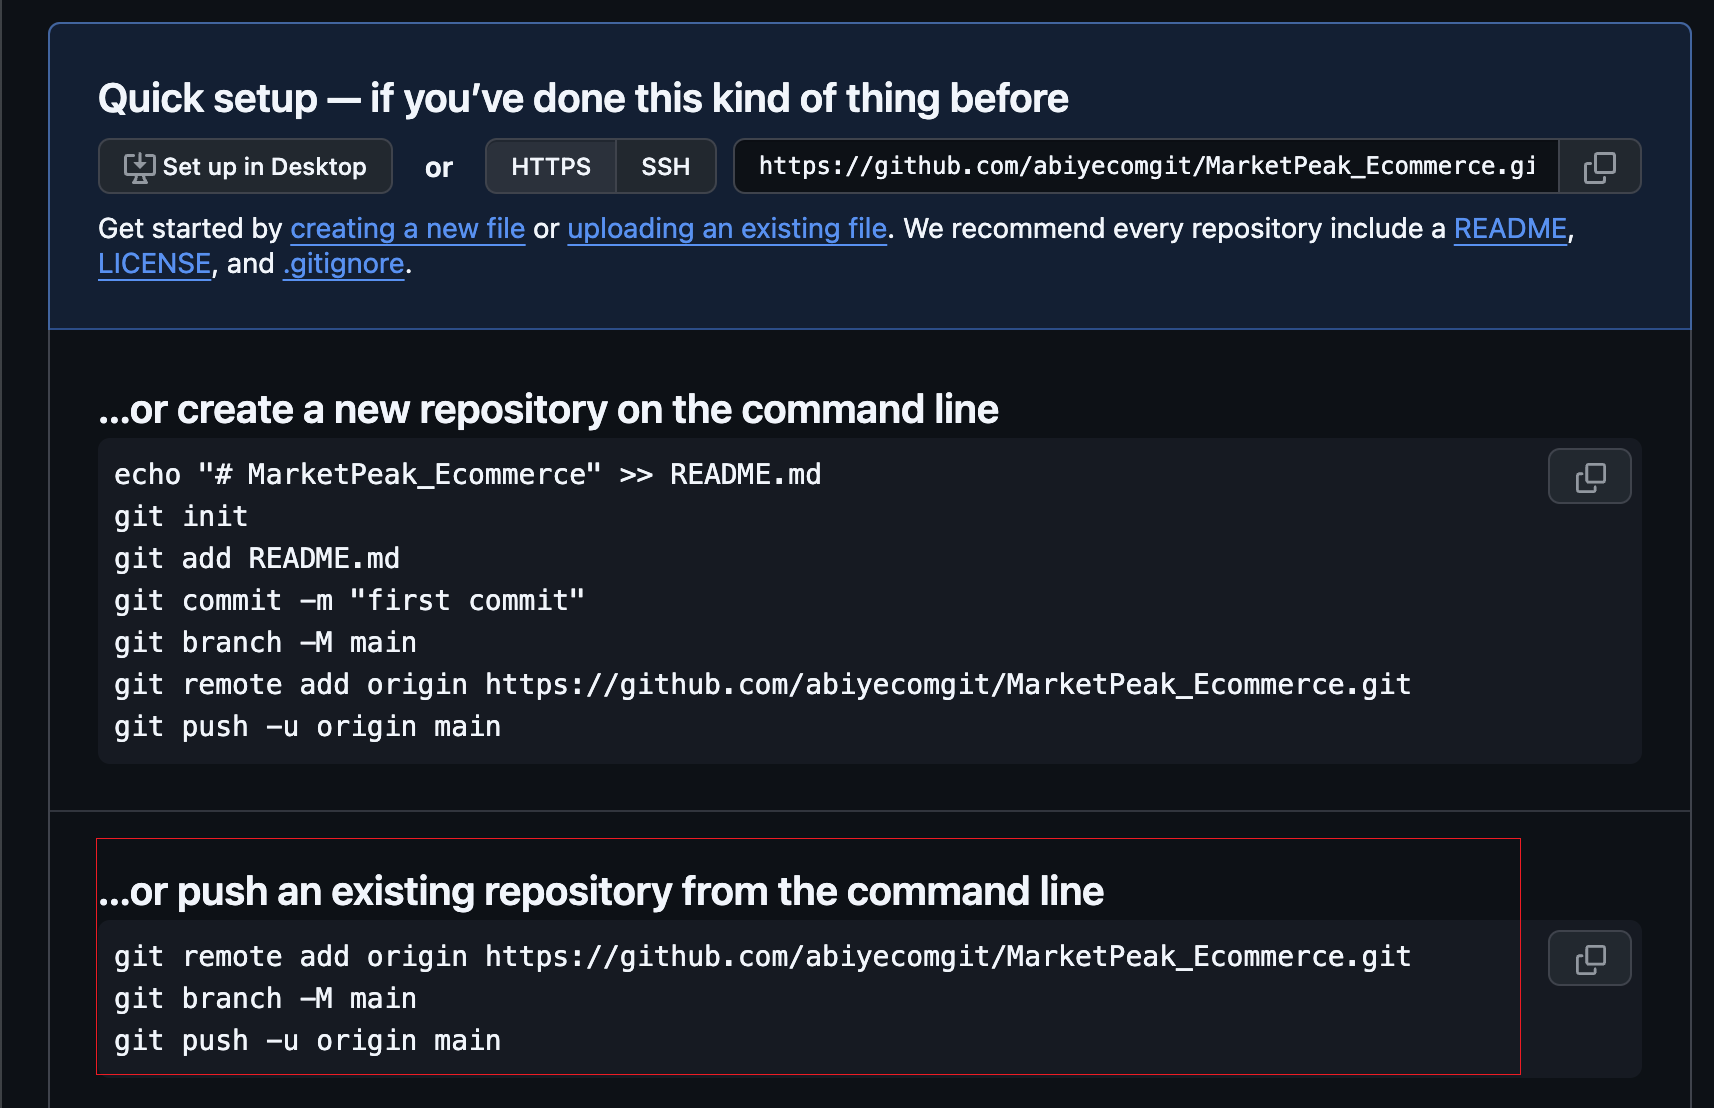 Quick setup — if you’ve done this kind of thing before
Set up in Desktop or HTTPS SSH https://github.com/abiyecomgit/MarketPeak_Ecommerce.gi
Get started by creating a new file or uploading an existing file. We recommend every repository include a README,
LICENSE, and .gitignore.
…or create a new repository on the command line
echo "# MarketPeak_Ecommerce" >> README.md
git init
git add README.md
git commit -m "first commit"
git branch -M main
git remote add origin https://github.com/abiyecomgit/MarketPeak_Ecommerce.git
git push -u origin main
…or push an existing repository from the command line
git remote add origin https://github.com/abiyecomgit/MarketPeak_Ecommerce.git
git branch -M main
git push -u origin main